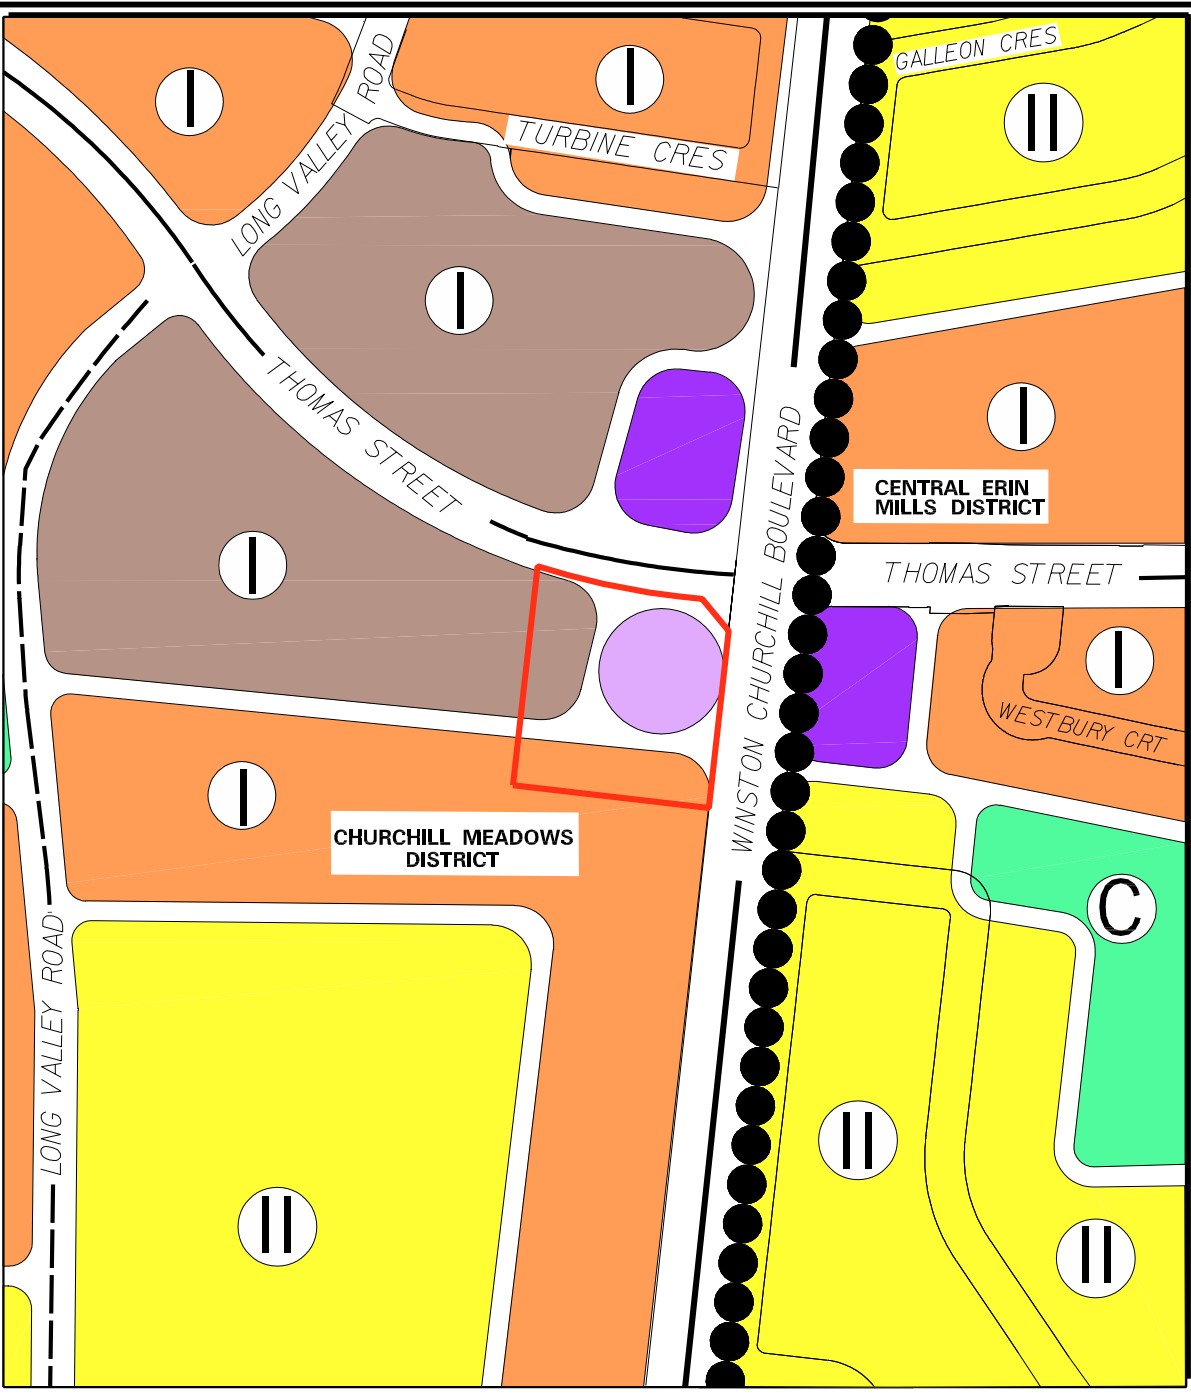 GALLEON CRES
I
LONG VALLEY ROAD
I
TURBINE CRES
II
I
I
THOMAS STREET
CENTRAL ERIN
MILLS DISTRICT
WINSTON CHURCHILL BOULEVARD
THOMAS STREET
I
I
WESTBURY CRT
I
CHURCHILL MEADOWS
DISTRICT
C
LONG VALLEY ROAD
II
II
II